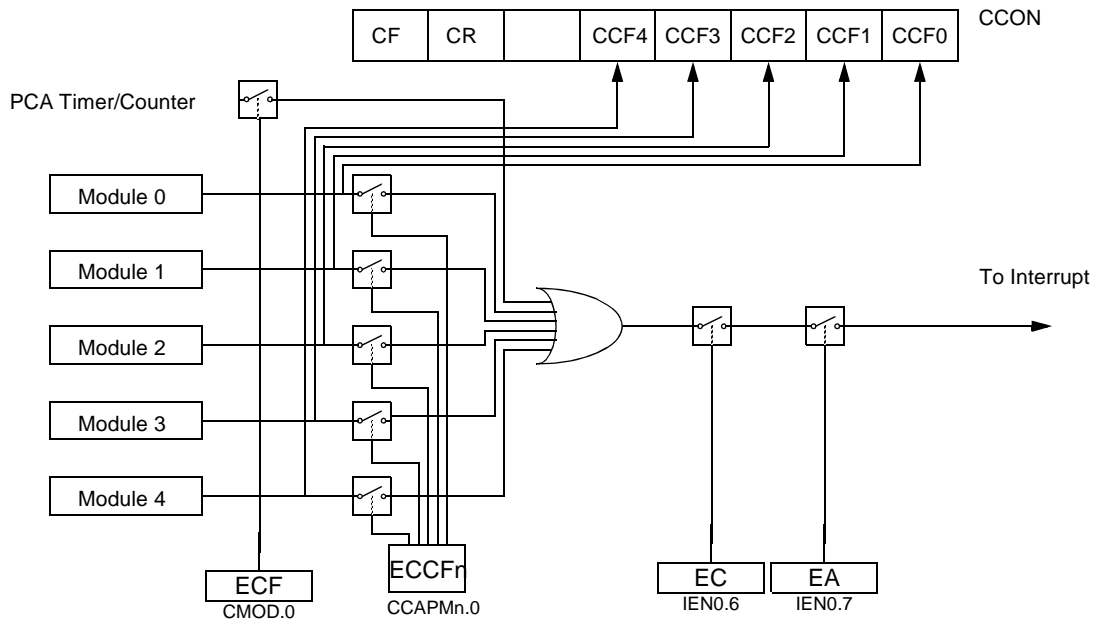 CCON
CF CR CCF4 CCF3 CCF2 CCF1 CCF0
PCA Timer/Counter
Module 0
Module 1
To Interrupt
Module 2
Module 3
Module 4
ECF
CMOD.0
ECCFn
CCAPMn.0
EC
IEN0.6
EA
IEN0.7